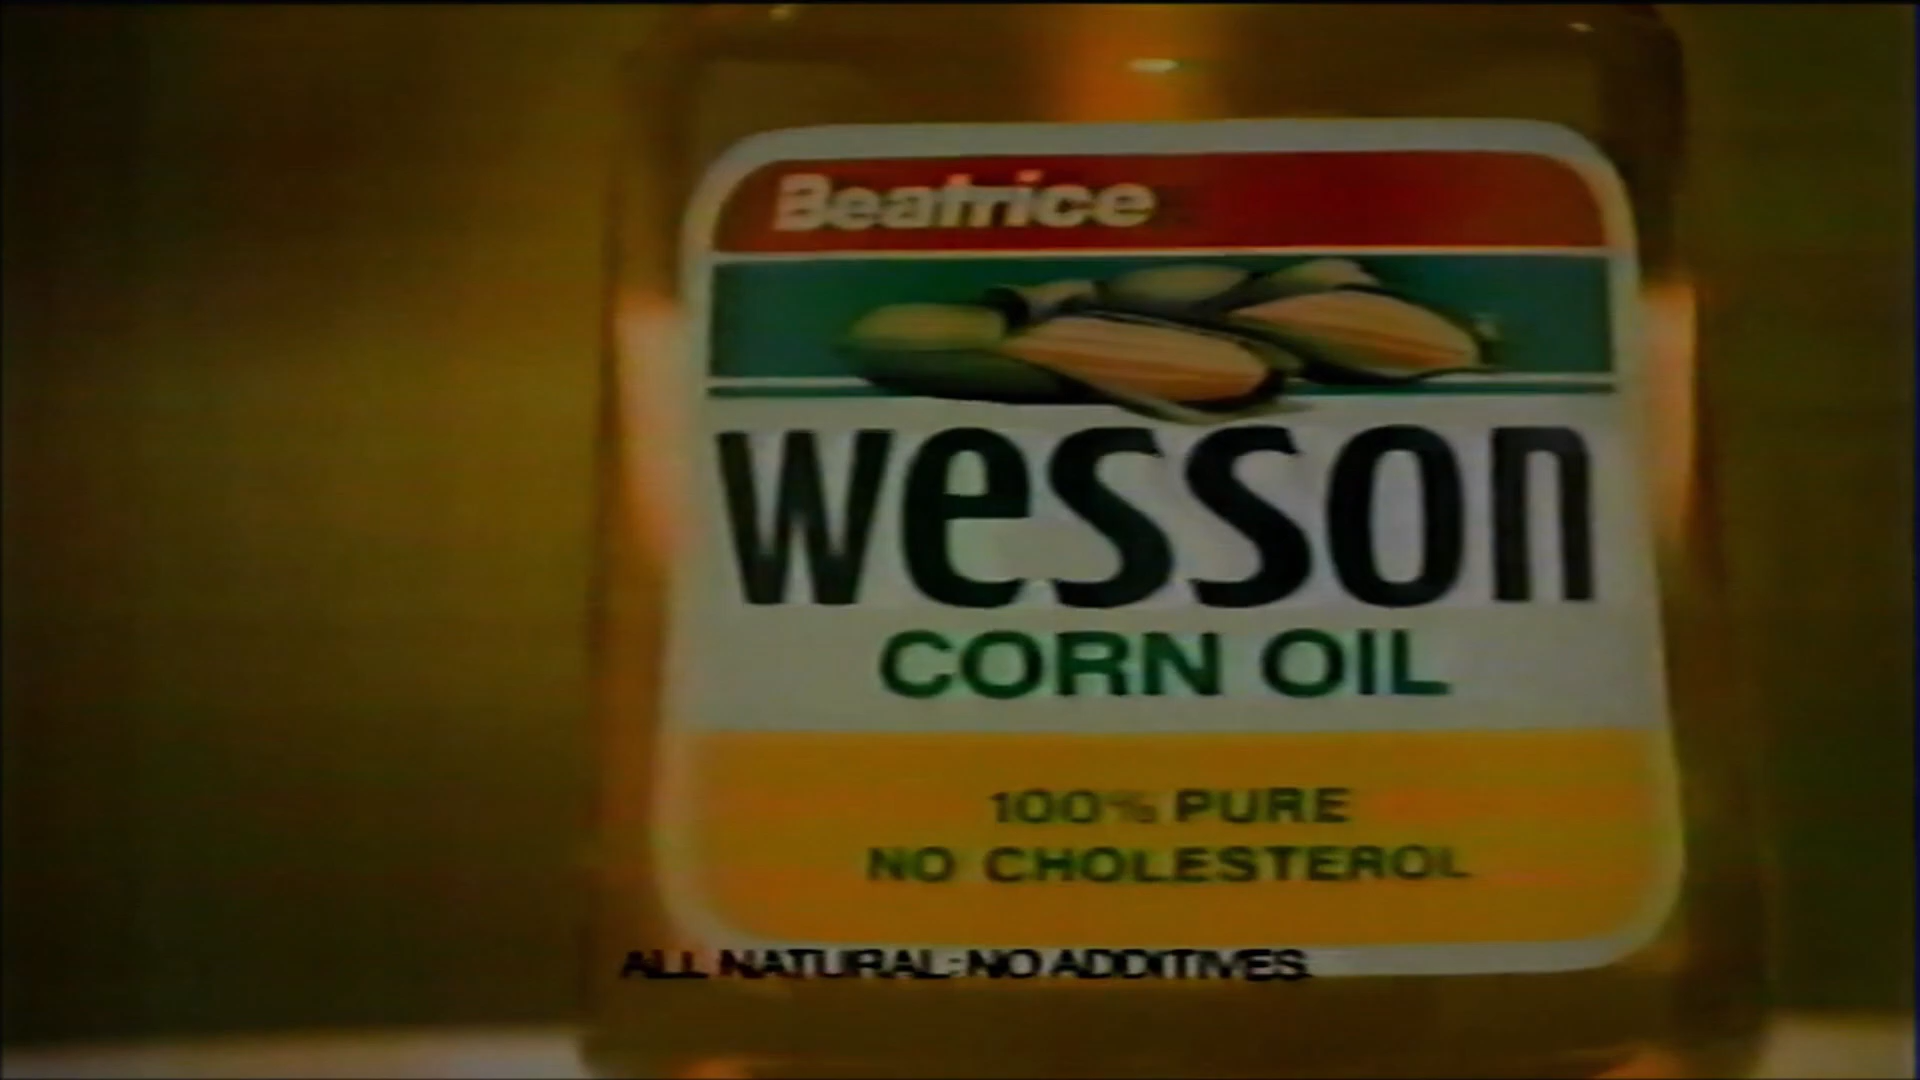 Beatrice
wesson
CORN OIL
100% PURE
NO CHOLESTEROL
ALL NATURAL: NO ADDITIVES.